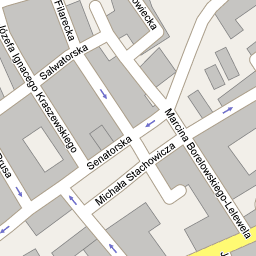 Filarecka
Józefa Ignacego Kraszewskiego
Salwatorska
Senatorska
Michała Stachowicza
Marcina Borelowskiego-Lelewela